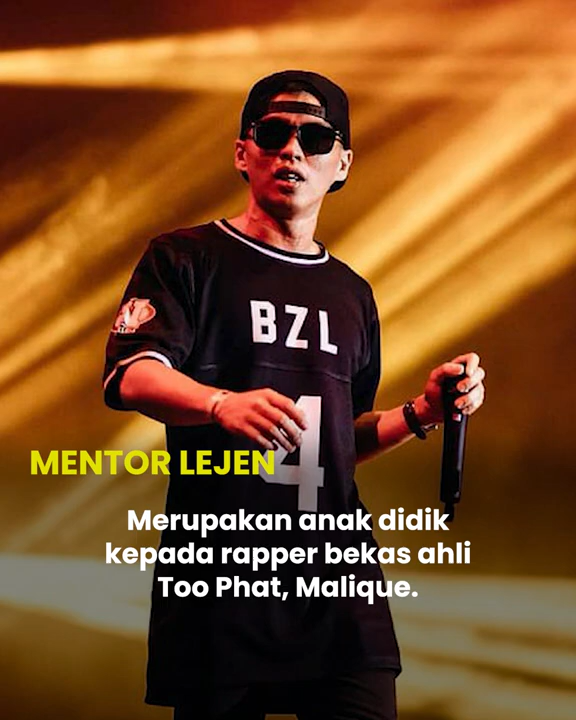 BZL
4
MENTOR LEJEN
Merupakan anak didik
kepada rapper bekas ahli
Too Phat, Malique.